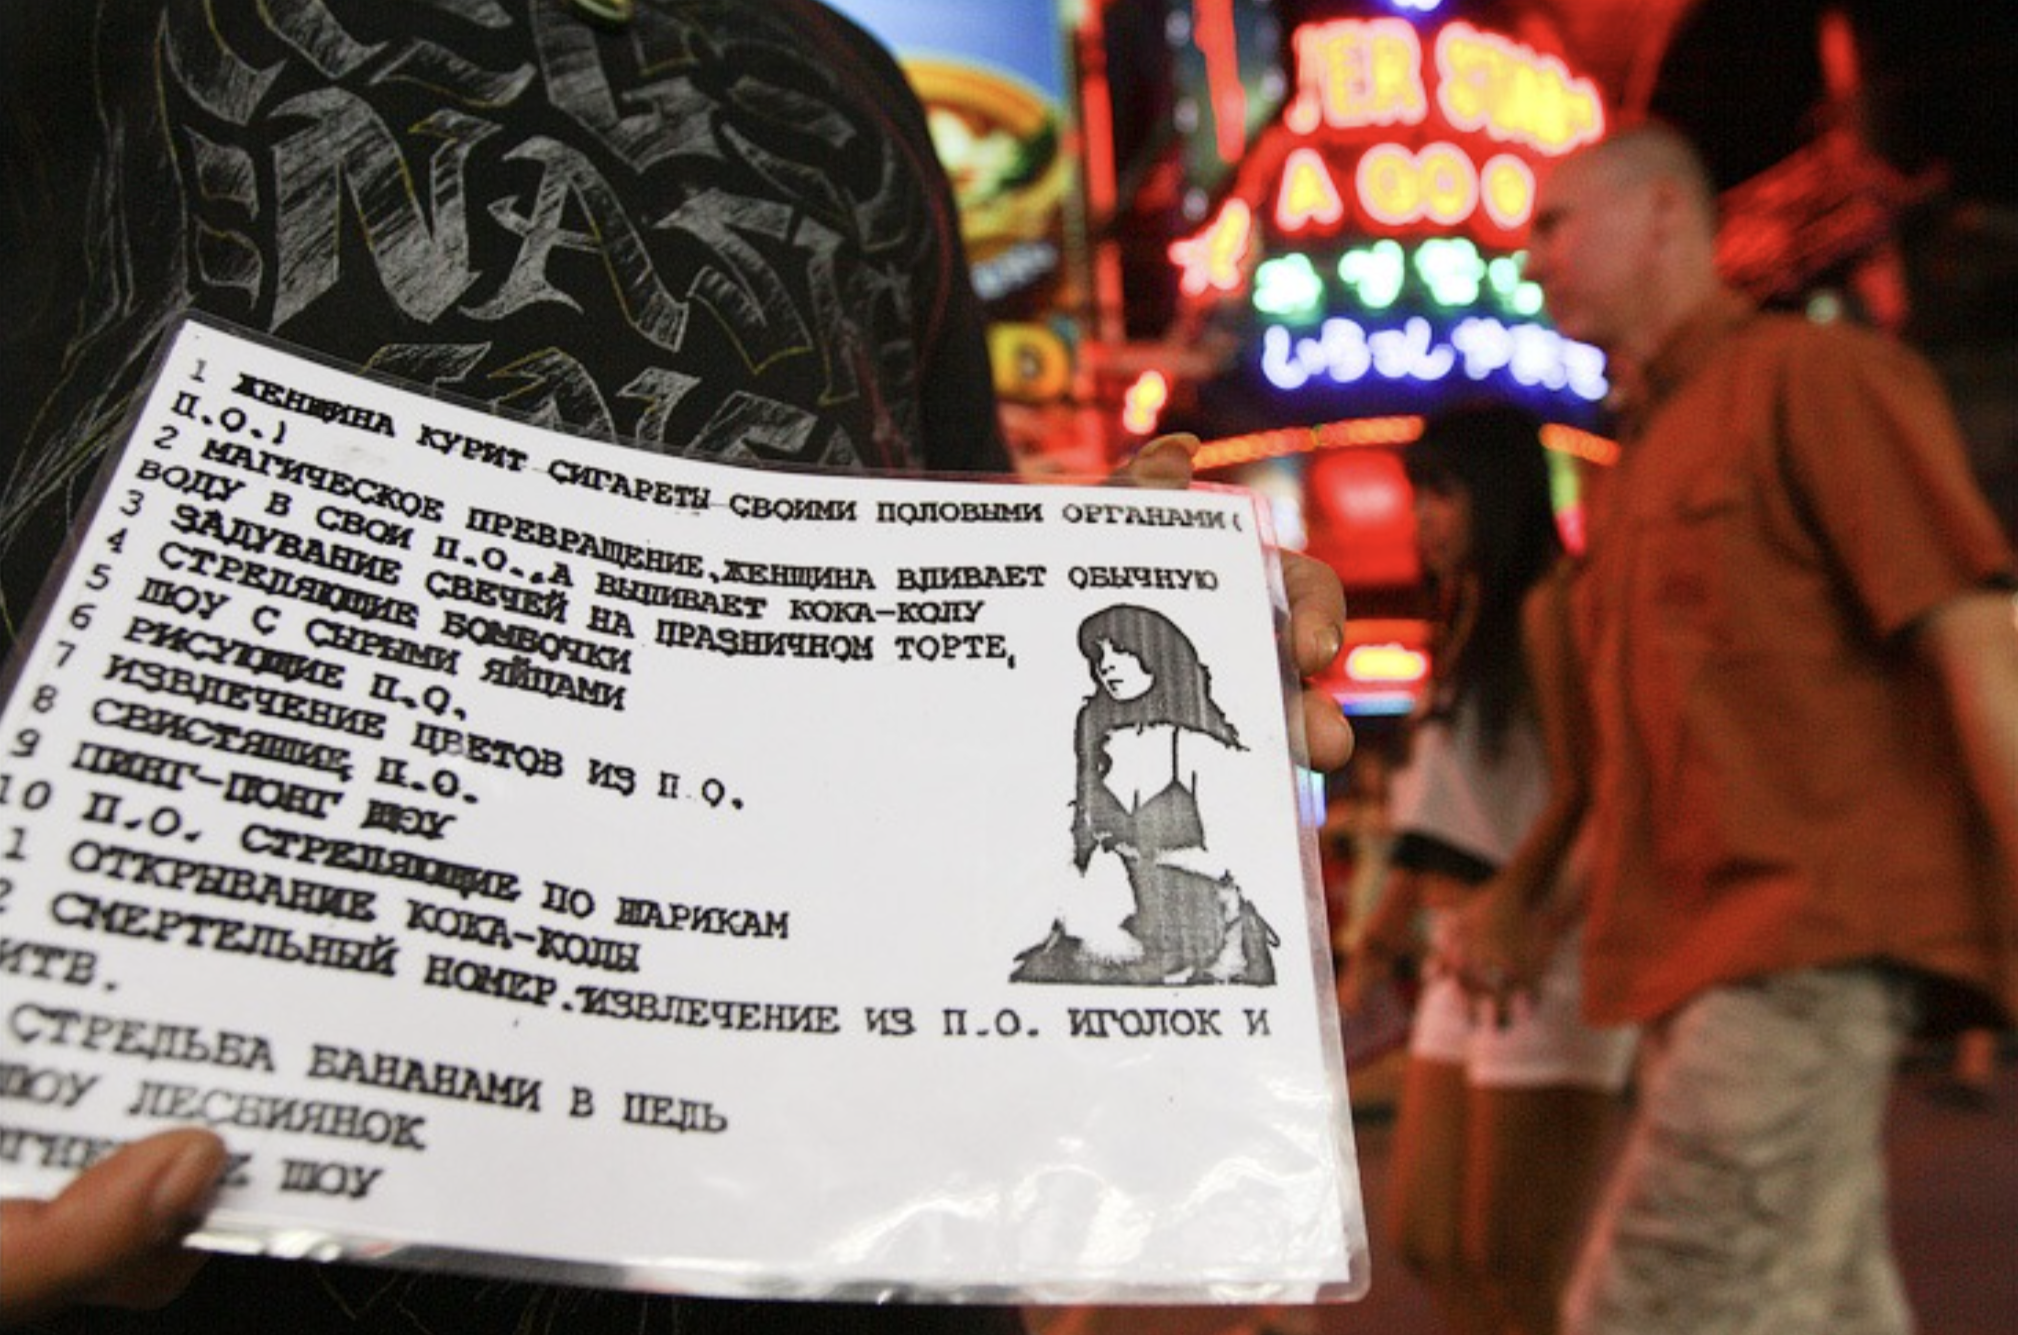 NAS
ER
A GOG
1 ЖЕНЩИНА КУРИТ СИГАРЕТЫ СВОИМИ ПОЛОВЫМИ ОРГАНАМИ(
П.О.)
2 МАГИЧЕСКОЕ ПРЕВРАЩЕНИЕ,ЖЕНЩИНА ВЛИВАЕТ ОБЫЧНУЮ
ВОДУ В СВОИ П.О.,А ВЫЛИВАЕТ КОКА-КОЛУ
3 ЗАДУВАНИЕ СВЕЧЕЙ НА ПРАЗНИЧНОМ ТОРТЕ,
4 СТРЕЛЯЮЩИЕ БОМБОЧКИ
5 ШОУ С СЫРЫМИ ЯЙЦАМИ
6 РИСУЮЩИЕ П.О.
7 ИЗВЛЕЧЕНИЕ ЦВЕТОВ ИЗ П.О.
8 СВИСТЯЩИЕ П.О.
9 ПИНГ-ПОНГ ШОУ
10 П.О. СТРЕЛЯЮЩИЕ ПО ШАРИКАМ
1 ОТКРЫВАНИЕ КОКА-КОЛЫ
2 СМЕРТЕЛЬНЫЙ НОМЕР.ИЗВЛЕЧЕНИЕ ИЗ П.О. ИГОЛОК И
ИТВ.
СТРЕЛЬБА БАНАНАМИ В ЦЕЛЬ
ШОУ ЛЕСБИЯНОК
ШОУ